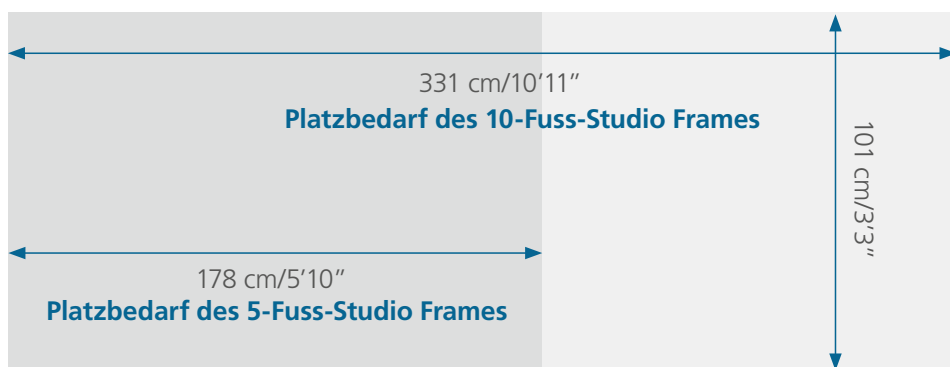 331 cm/10’11”
Platzbedarf des 10-Fuss-Studio Frames
101 cm/3’3”
178 cm/5’10”
Platzbedarf des 5-Fuss-Studio Frames